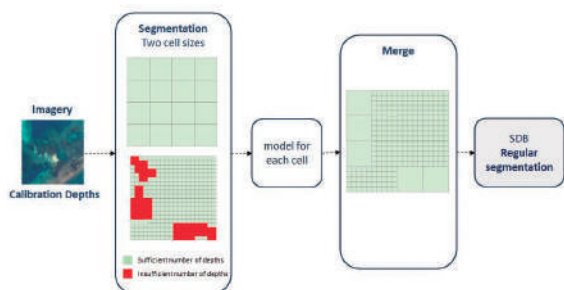 Imagery
Calibration Depths
Segmentation
Two cell sizes
Sufficient number of depths
Insufficient number of depths
model for
each cell
Merge
SDB
Regular
segmentation